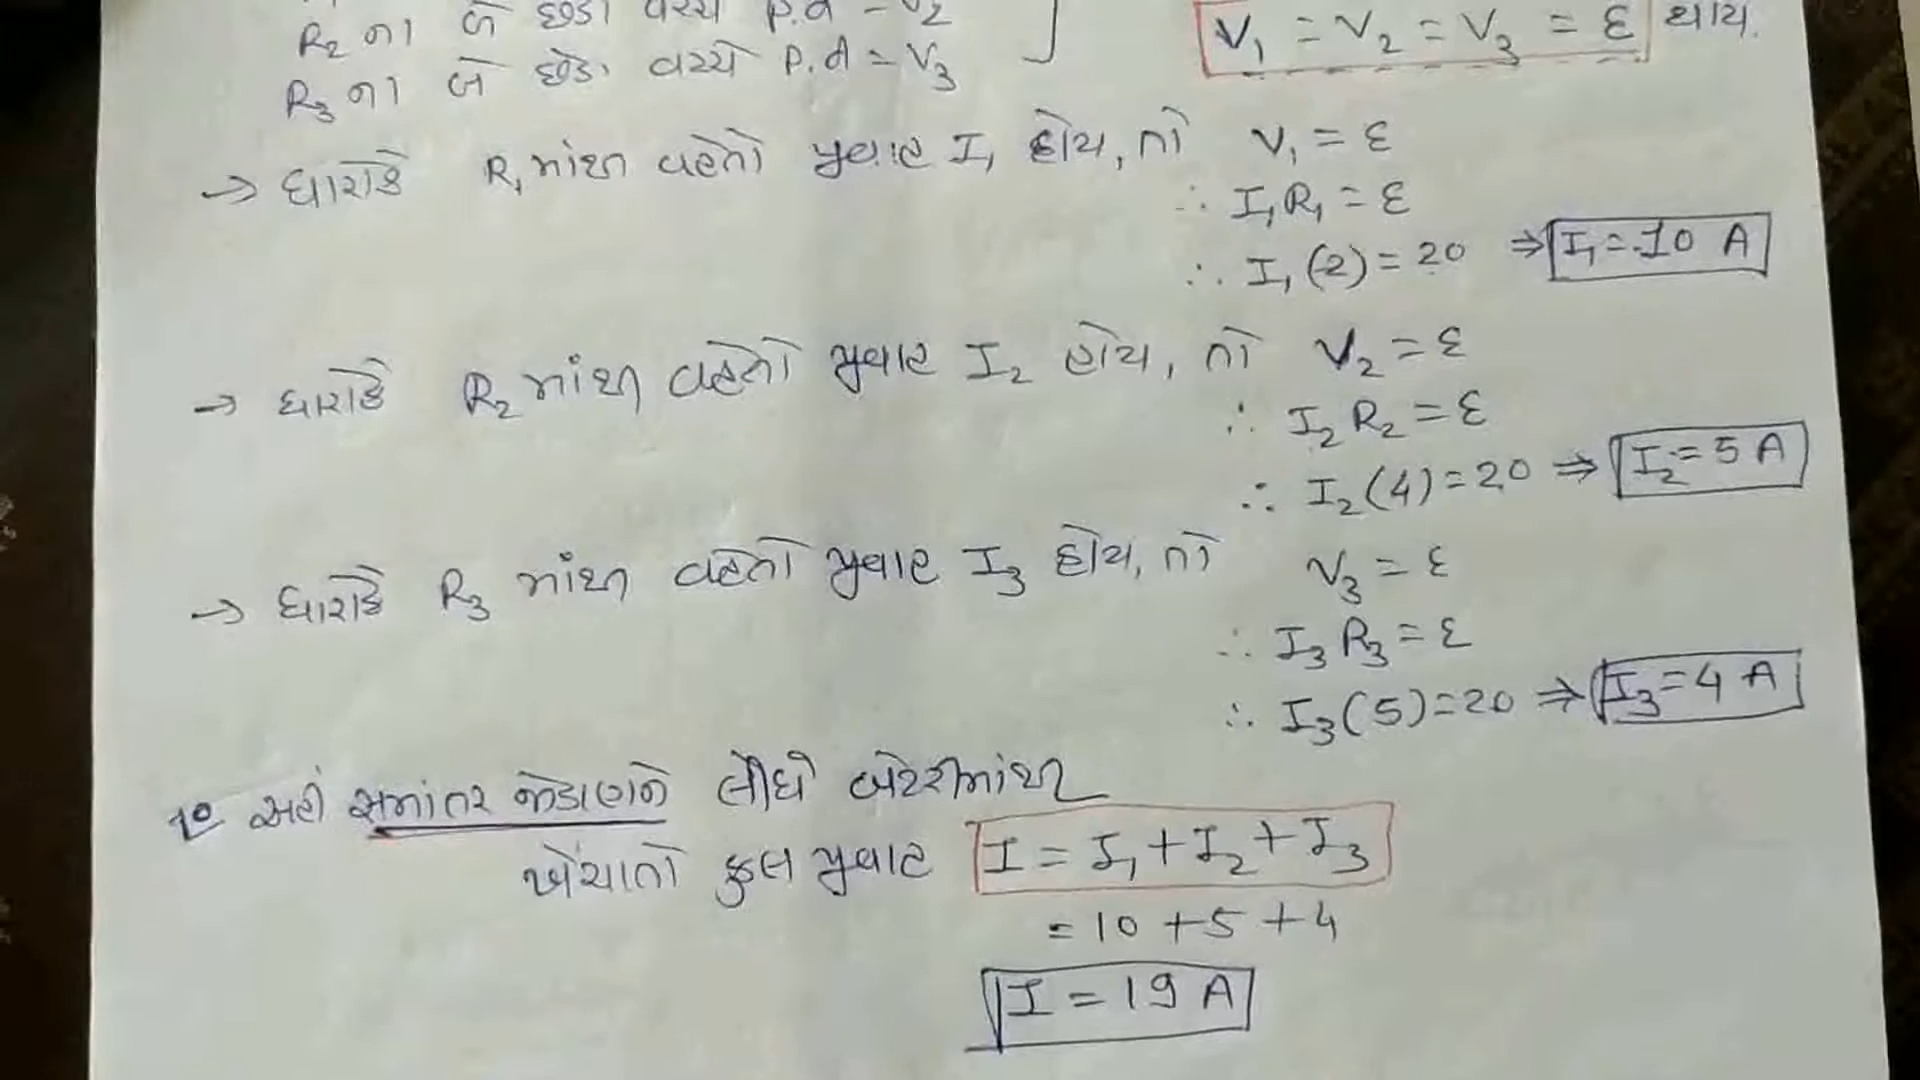 R₂ ના બે છેડા વચ્ચે p.d = V₂
R₃ ના બે છેડા વચ્ચે p.d = V₃
V₁ = V₂ = V₃ = ε થાય.
→ ધારોકે R₁માંથી વહેતો પ્રવાહ I₁ હોય, તો V₁ = ε
∴ I₁R₁ = ε
∴ I₁(2) = 20 ⇒ I₁ = 10 A
→ ધારોકે R₂ માંથી વહેતો પ્રવાહ I₂ હોય, તો V₂ = ε
∴ I₂R₂ = ε
∴ I₂(4) = 20 ⇒ I₂ = 5 A
→ ધારોકે R₃ માંથી વહેતો પ્રવાહ I₃ હોય, તો V₃ = ε
∴ I₃R₃ = ε
∴ I₃(5) = 20 ⇒ I₃ = 4 A
અહીં સમાંતર જોડાણને લીધે બેટરીમાંથી
ખેંચાતો કુલ પ્રવાહ I = I₁ + I₂ + I₃
= 10 + 5 + 4
I = 19 A